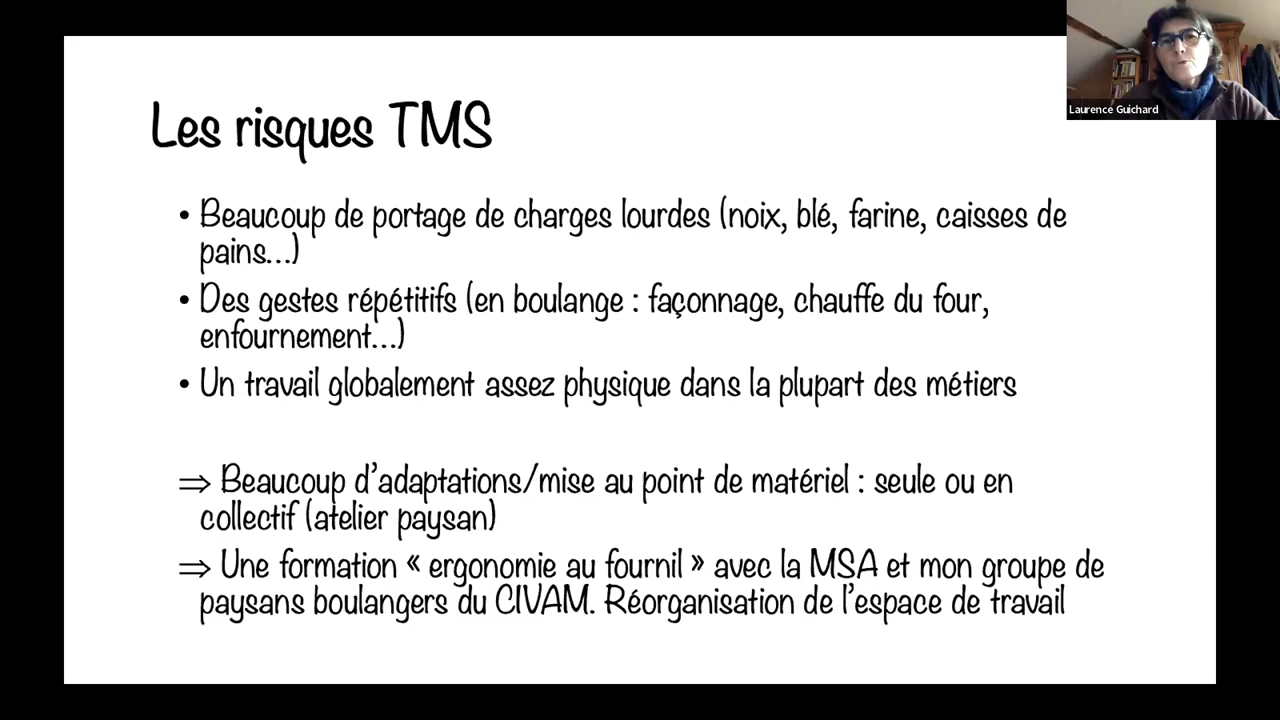 Les risques TMS
Laurence Guichard
• Beaucoup de portage de charges lourdes (noix, blé, farine, caisses de
pains...)
• Des gestes répétitifs (en boulange : façonnage, chauffe du four,
enfournement...)
• Un travail globalement assez physique dans la plupart des métiers
⇒ Beaucoup d'adaptations/mise au point de matériel : seule ou en
collectif (atelier paysan)
⇒ Une formation « ergonomie au fournil » avec la MSA et mon groupe de
paysans boulangers du CIVAM. Réorganisation de l'espace de travail